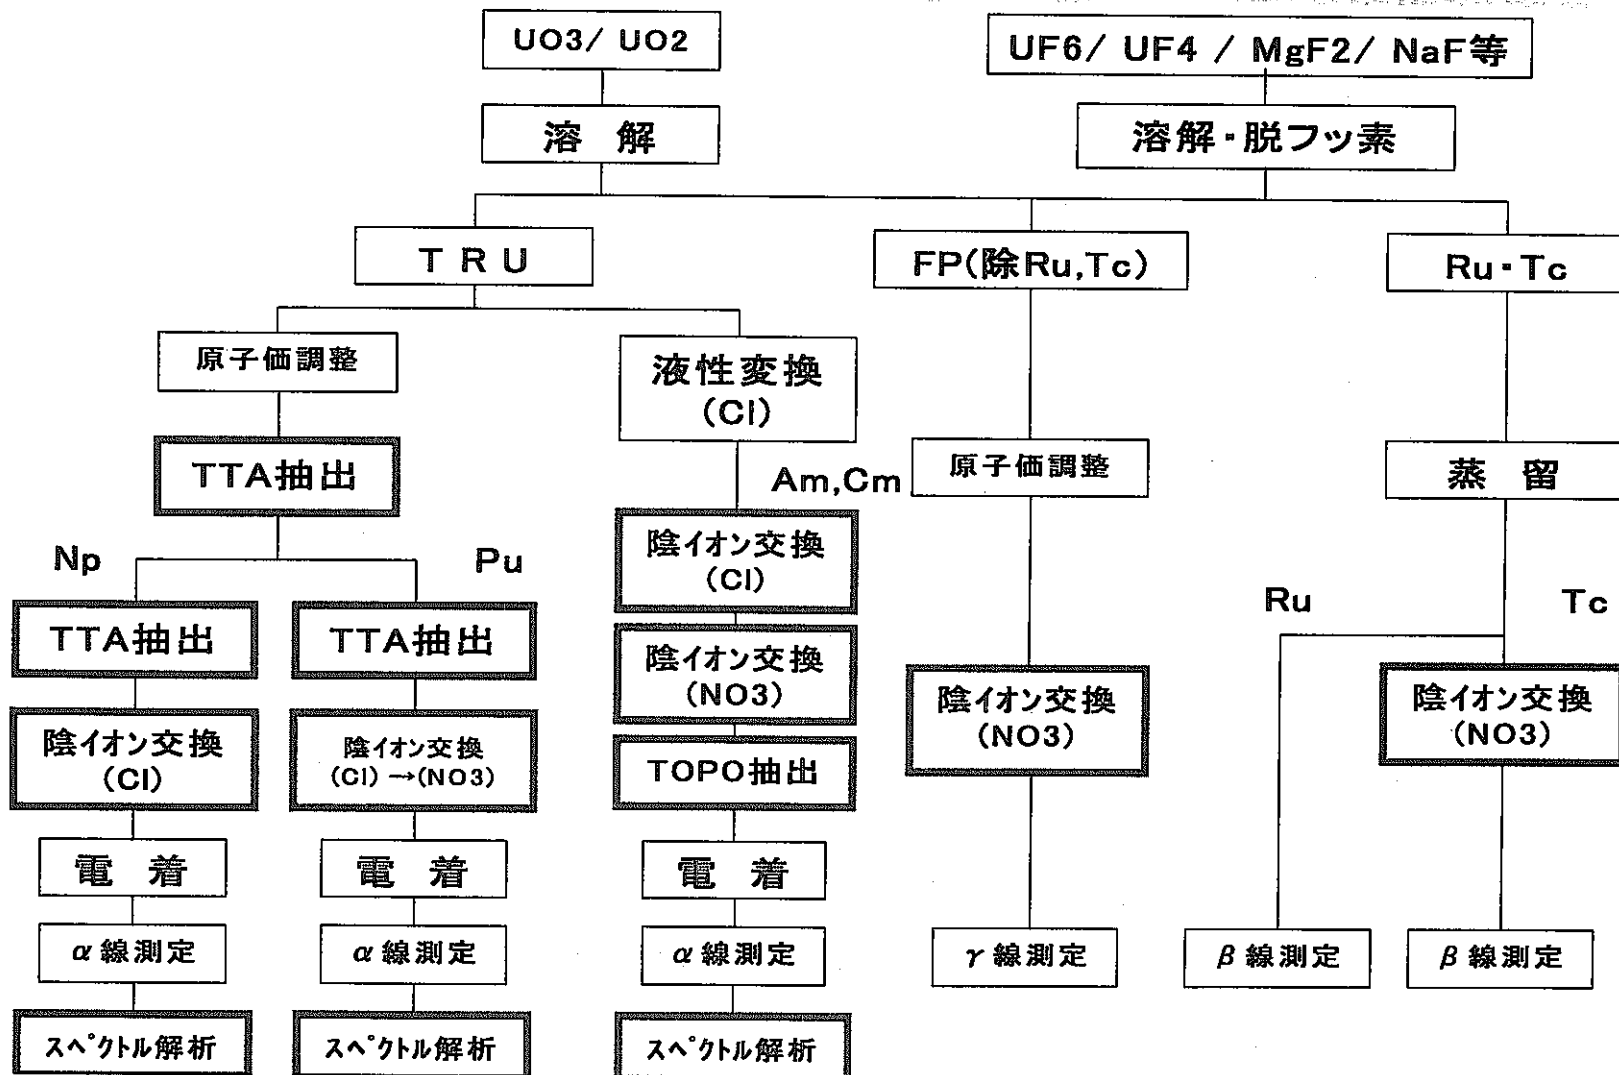 UO3/ UO2
UF6/ UF4 / MgF2/ NaF等
溶 解
溶解・脱フッ素
T R U
FP(除Ru,Tc)
Ru・Tc
原子価調整
液性変換
(Cl)
TTA抽出
Am,Cm
原子価調整
蒸 留
Np
Pu
陰イオン交換
(Cl)
Ru
Tc
TTA抽出
TTA抽出
陰イオン交換
(NO3)
陰イオン交換
(NO3)
陰イオン交換
(NO3)
陰イオン交換
(Cl)
陰イオン交換
(Cl) →(NO3)
TOPO抽出
電 着
電 着
電 着
α線測定
α線測定
α線測定
γ線測定
β線測定
β線測定
スペクトル解析
スペクトル解析
スペクトル解析